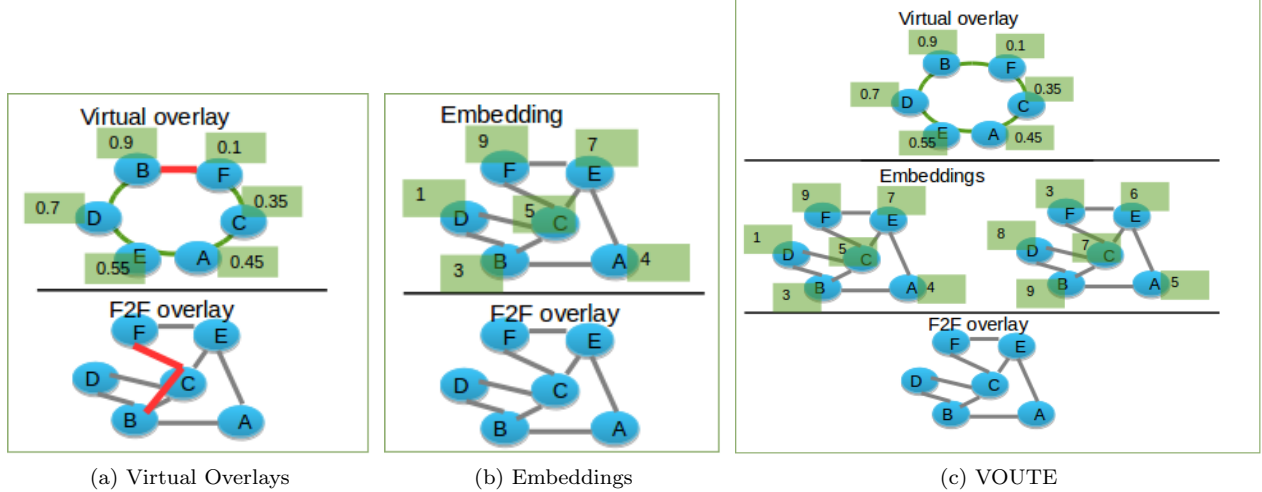 Virtual overlay
0.9
0.1
B
F
0.7
0.35
D
C
E
A
0.55
0.45
F2F overlay
F
E
D
C
B
A
(a) Virtual Overlays
Embedding
9
7
F
E
1
5
D
C
B
A
4
3
F2F overlay
F
E
D
C
B
A
(b) Embeddings
Virtual overlay
0.9
0.1
B
F
0.7
0.35
D
C
E
A
0.55
0.45
Embeddings
9
7
F
E
1
5
D
C
B
A
4
3
3
6
F
E
8
7
D
C
B
A
5
9
F2F overlay
F
E
D
C
B
A
(c) VOUTE